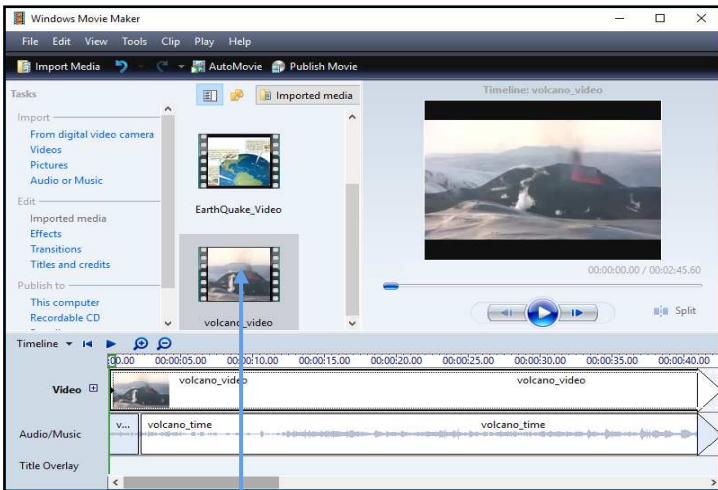 Windows Movie Maker
File Edit View Tools Clip Play Help
Import Media AutoMovie Publish Movie
Tasks
Import
From digital video camera
Videos
Pictures
Audio or Music
Edit
Imported media
Effects
Transitions
Titles and credits
Publish to
This computer
Recordable CD
Imported media
EarthQuake_Video
volcano_video
Timeline: volcano_video
00:00:00.00 / 00:02:45.60
Split
Timeline
00.00 00:00:05.00 00:00:10.00 00:00:15.00 00:00:20.00 00:00:25.00 00:00:30.00 00:00:35.00 00:00:40.00
Video volcano_video volcano_video
Audio/Music v... volcano_time volcano_time
Title Overlay